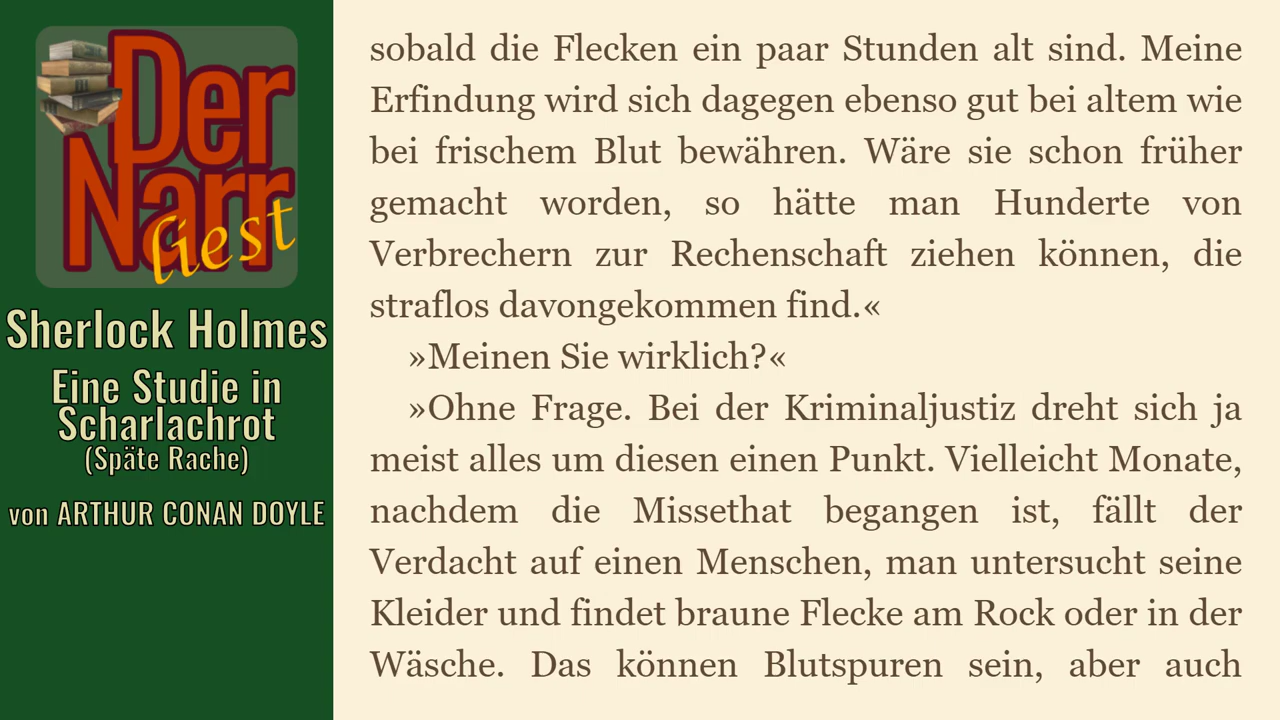 Der
Narr
liest
Sherlock Holmes
Eine Studie in
Scharlachrot
(Späte Rache)
von ARTHUR CONAN DOYLE
sobald die Flecken ein paar Stunden alt sind. Meine
Erfindung wird sich dagegen ebenso gut bei altem wie
bei frischem Blut bewähren. Wäre sie schon früher
gemacht worden, so hätte man Hunderte von
Verbrechern zur Rechenschaft ziehen können, die
straflos davongekommen find.«
»Meinen Sie wirklich?«
»Ohne Frage. Bei der Kriminaljustiz dreht sich ja
meist alles um diesen einen Punkt. Vielleicht Monate,
nachdem die Missethat begangen ist, fällt der
Verdacht auf einen Menschen, man untersucht seine
Kleider und findet braune Flecke am Rock oder in der
Wäsche. Das können Blutspuren sein, aber auch